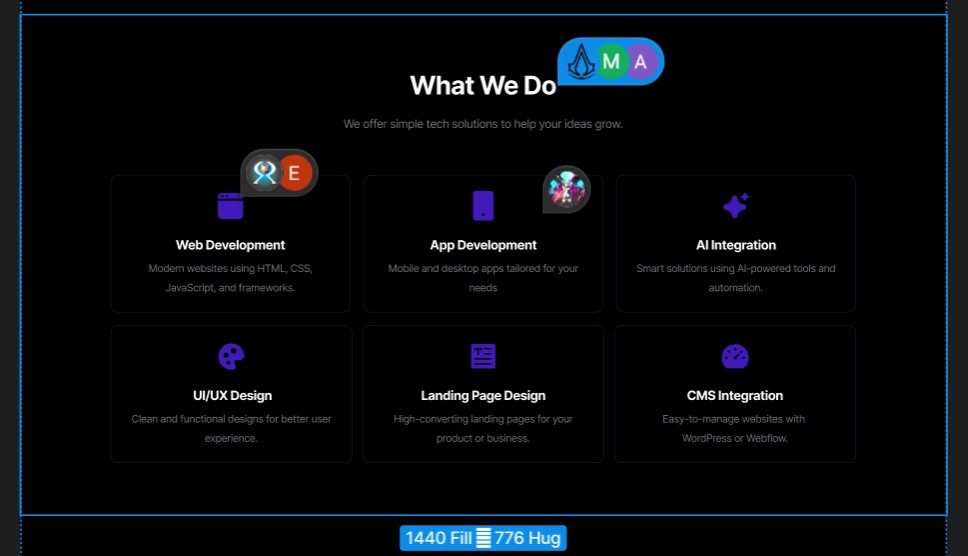 M A
What We Do
We offer simple tech solutions to help your ideas grow.
E
Web Development
App Development
AI Integration
Modern websites using HTML, CSS,
JavaScript, and frameworks.
Mobile and desktop apps tailored for your
needs
Smart solutions using AI-powered tools and
automation.
UI/UX Design
Landing Page Design
CMS Integration
Clean and functional designs for better user
experience.
High-converting landing pages for your
product or business.
Easy-to-manage websites with
WordPress or Webflow.
1440 Fill 776 Hug